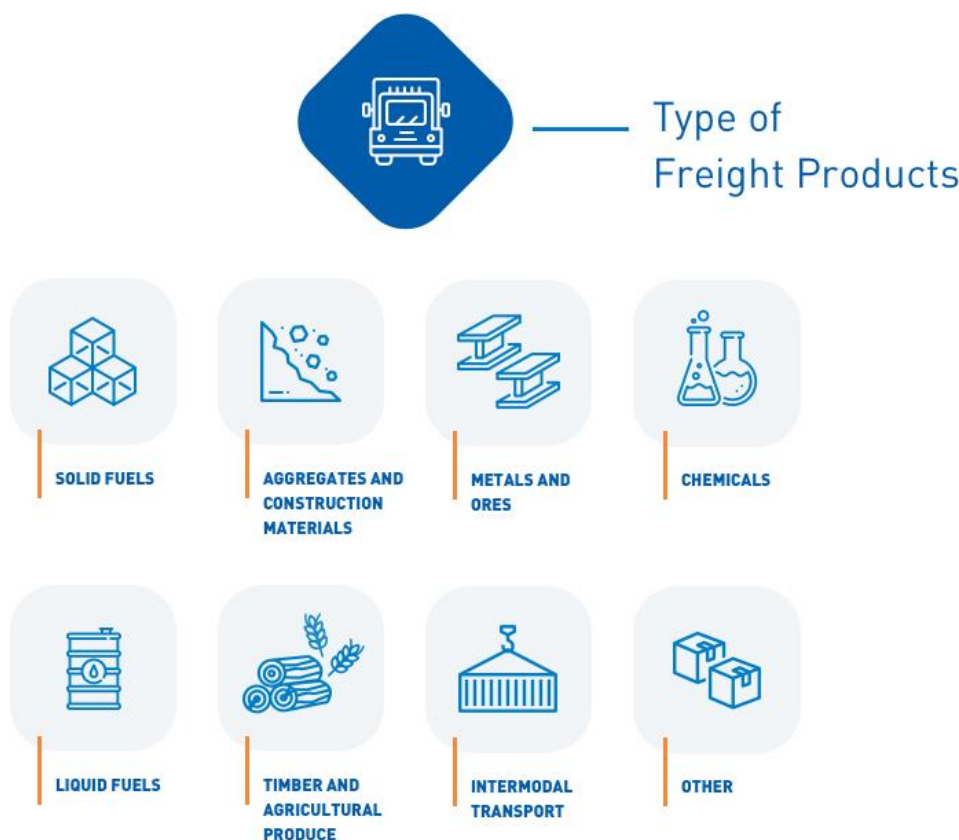 Type of
Freight Products
SOLID FUELS
AGGREGATES AND
CONSTRUCTION
MATERIALS
METALS AND
ORES
CHEMICALS
LIQUID FUELS
TIMBER AND
AGRICULTURAL
PRODUCE
INTERMODAL
TRANSPORT
OTHER